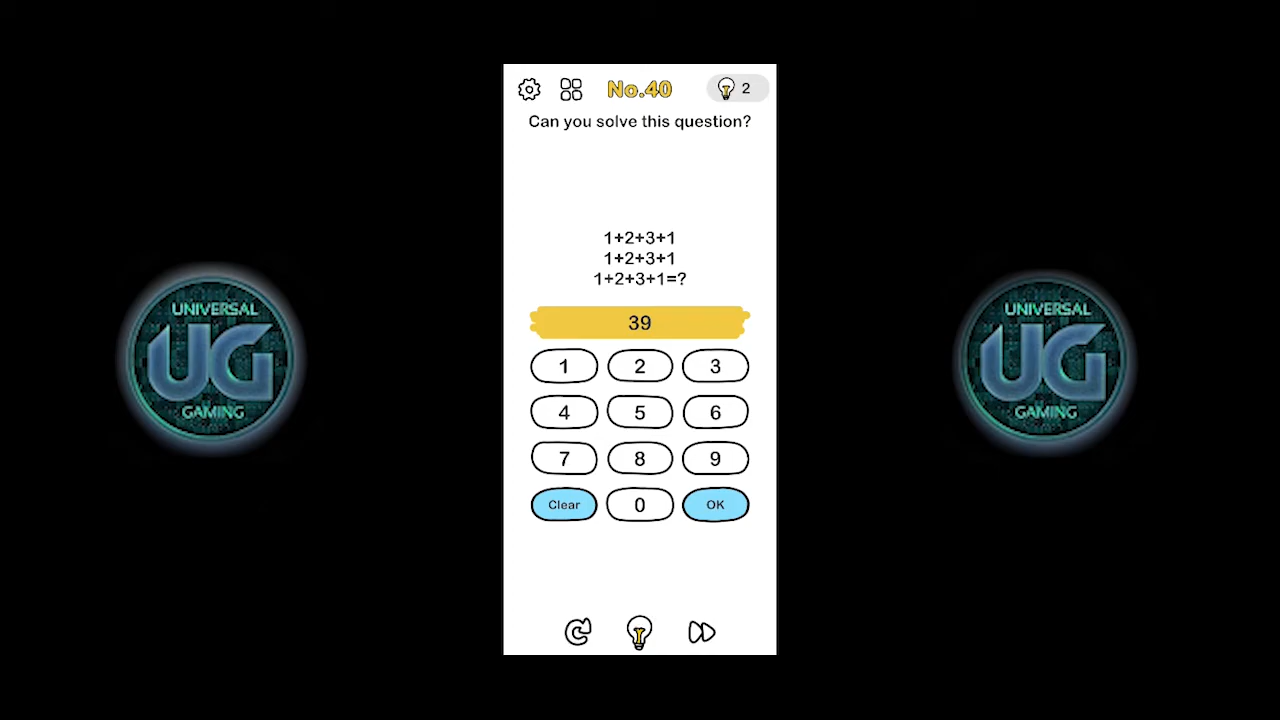 No.40
2
Can you solve this question?
1+2+3+1
1+2+3+1
1+2+3+1=?
39
1 2 3
4 5 6
7 8 9
Clear 0 OK
UNIVERSAL
UG
GAMING
UNIVERSAL
UG
GAMING